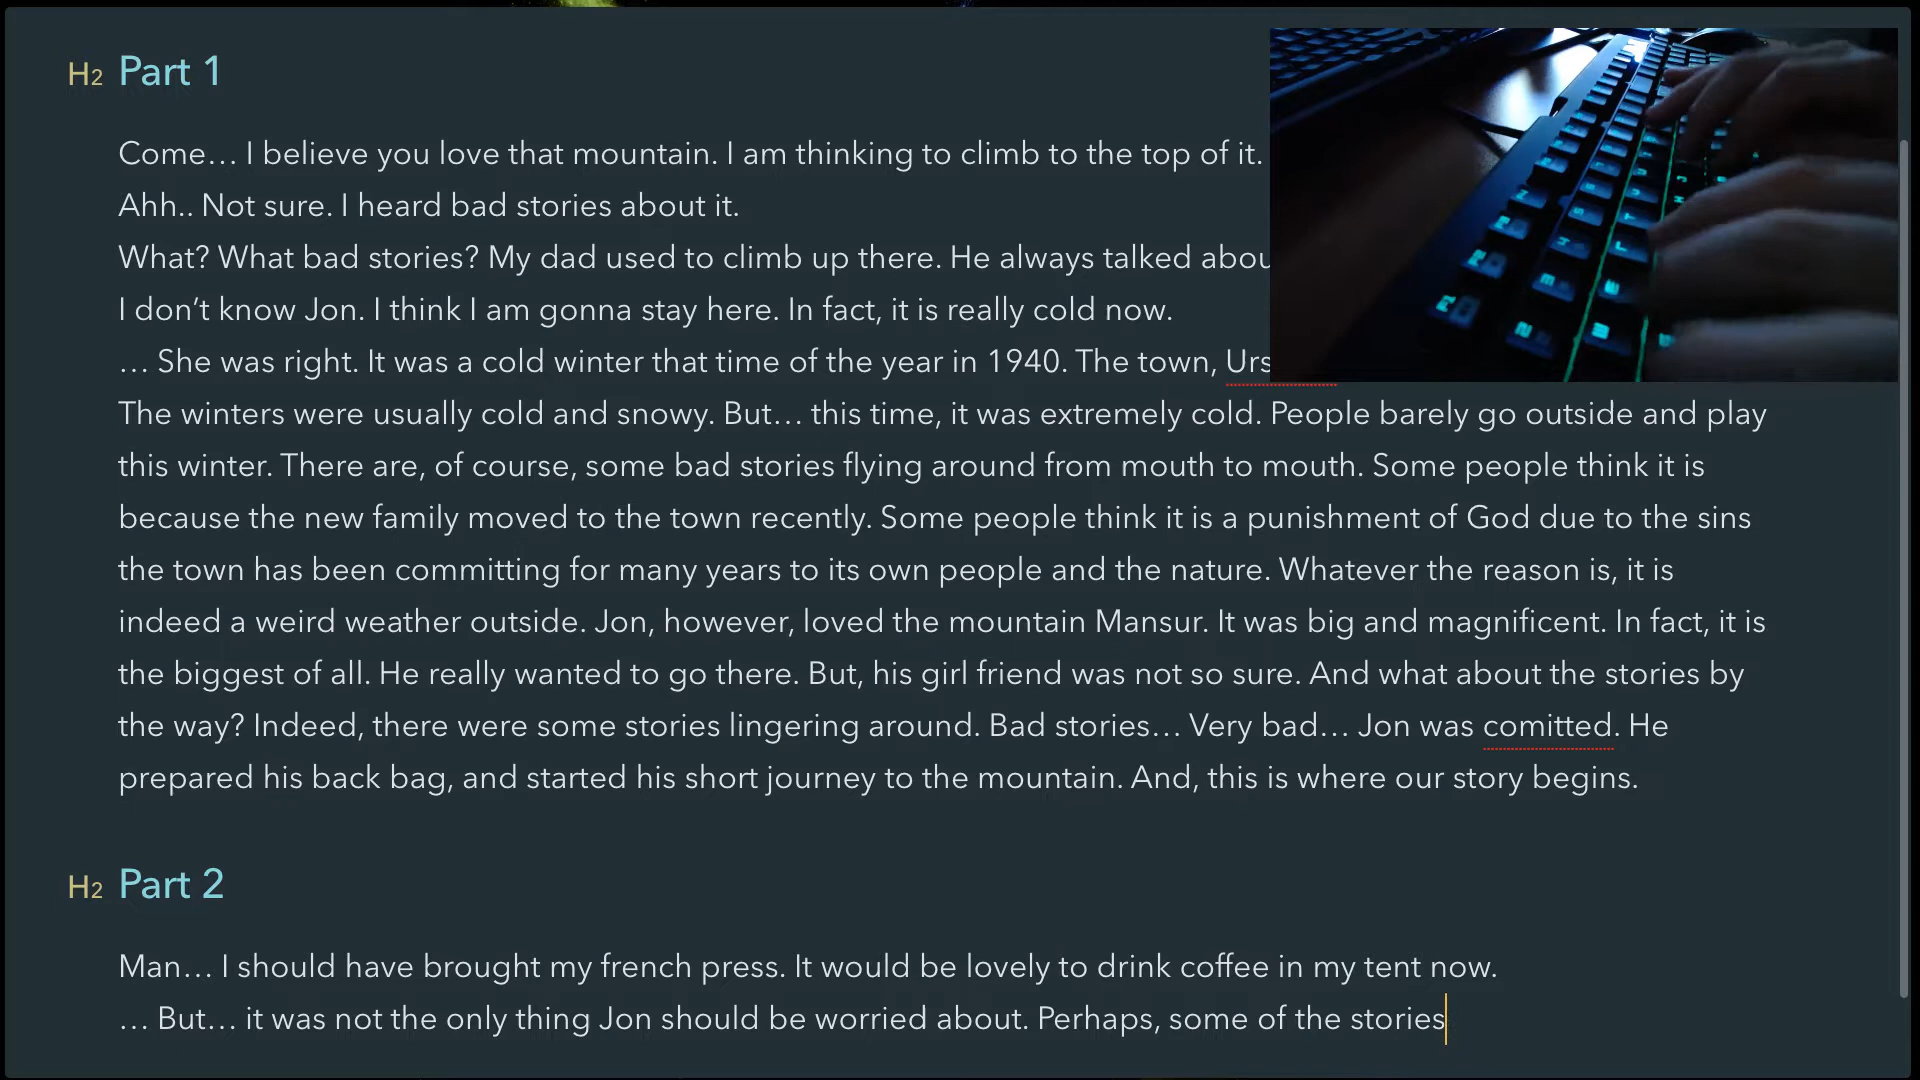 H2 Part 1
Come… I believe you love that mountain. I am thinking to climb to the top of it.
Ahh.. Not sure. I heard bad stories about it.
What? What bad stories? My dad used to climb up there. He always talked
I don’t know Jon. I think I am gonna stay here. In fact, it is really cold now.
… She was right. It was a cold winter that time of the year in 1940. The town,
The winters were usually cold and snowy. But… this time, it was extremely cold. People barely go outside and play
this winter. There are, of course, some bad stories flying around from mouth to mouth. Some people think it is
because the new family moved to the town recently. Some people think it is a punishment of God due to the sins
the town has been committing for many years to its own people and the nature. Whatever the reason is, it is
indeed a weird weather outside. Jon, however, loved the mountain Mansur. It was big and magnificent. In fact, it is
the biggest of all. He really wanted to go there. But, his girl friend was not so sure. And what about the stories by
the way? Indeed, there were some stories lingering around. Bad stories… Very bad… Jon was comitted. He
prepared his back bag, and started his short journey to the mountain. And, this is where our story begins.
H2 Part 2
Man… I should have brought my french press. It would be lovely to drink coffee in my tent now.
… But… it was not the only thing Jon should be worried about. Perhaps, some of the stories